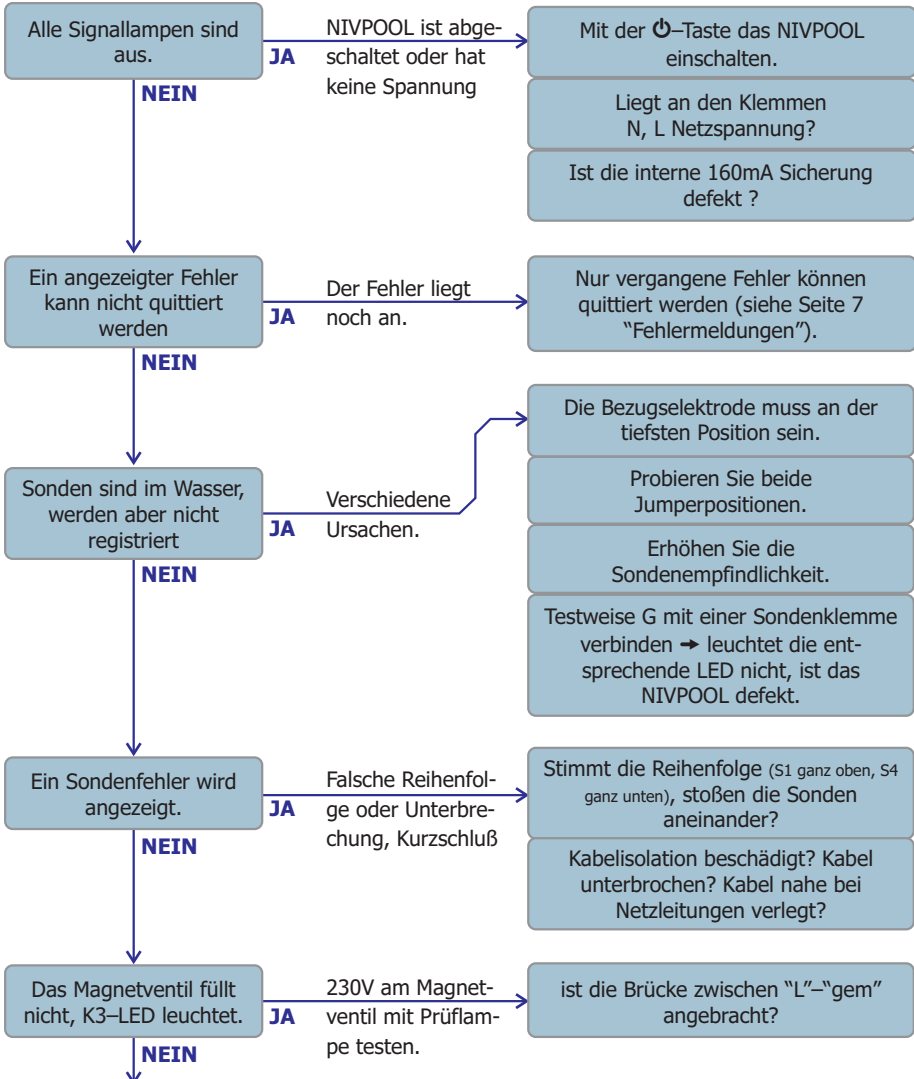 Alle Signallampen sind
aus.
JA
NEIN
NIVPOOL ist abge-
schaltet oder hat
keine Spannung
Mit der ⏻–Taste das NIVPOOL
einschalten.
Liegt an den Klemmen
N, L Netzspannung?
Ist die interne 160mA Sicherung
defekt ?
Ein angezeigter Fehler
kann nicht quittiert
werden
JA
NEIN
Der Fehler liegt
noch an.
Nur vergangene Fehler können
quittiert werden (siehe Seite 7
“Fehlermeldungen”).
Sonden sind im Wasser,
werden aber nicht
registriert
JA
NEIN
Verschiedene
Ursachen.
Die Bezugselektrode muss an der
tiefsten Position sein.
Probieren Sie beide
Jumperpositionen.
Erhöhen Sie die
Sondenempfindlichkeit.
Testweise G mit einer Sondenklemme
verbinden ➞ leuchtet die ent-
sprechende LED nicht, ist das
NIVPOOL defekt.
Ein Sondenfehler wird
angezeigt.
JA
NEIN
Falsche Reihenfol-
ge oder Unterbre-
chung, Kurzschluß
Stimmt die Reihenfolge (S1 ganz oben, S4
ganz unten), stoßen die Sonden
aneinander?
Kabelisolation beschädigt? Kabel
unterbrochen? Kabel nahe bei
Netzleitungen verlegt?
Das Magnetventil füllt
nicht, K3–LED leuchtet.
JA
NEIN
230V am Magnet-
ventil mit Prüflam-
pe testen.
ist die Brücke zwischen “L”–“gem”
angebracht?